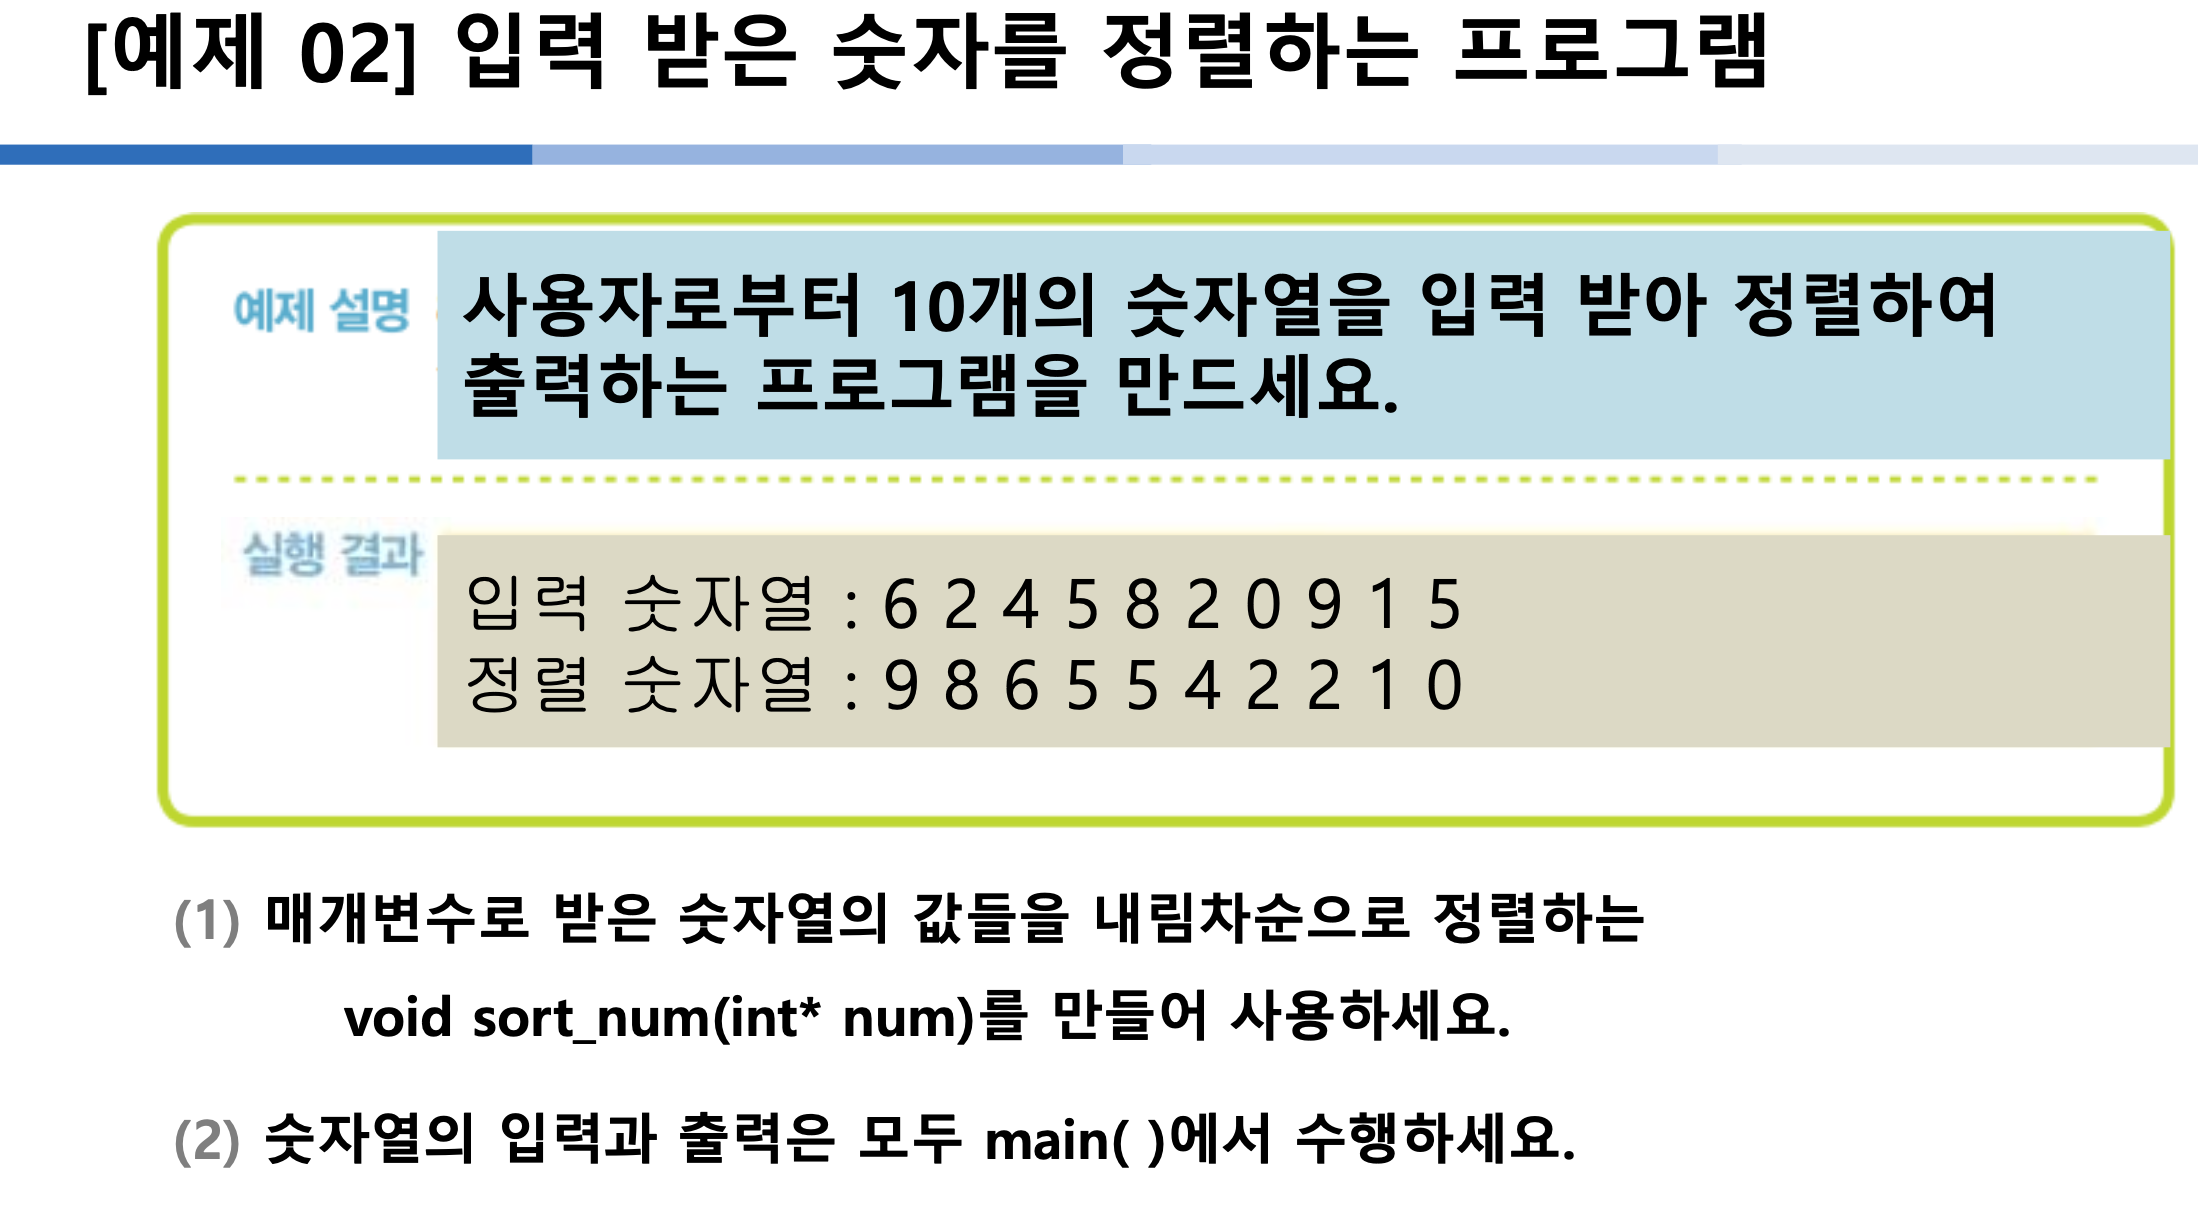 [예제 02] 입력 받은 숫자를 정렬하는 프로그램
예제 설명
사용자로부터 10개의 숫자열을 입력 받아 정렬하여
출력하는 프로그램을 만드세요.
실행 결과
입력 숫자열 : 6 2 4 5 8 2 0 9 1 5
정렬 숫자열 : 9 8 6 5 5 4 2 2 1 0
(1) 매개변수로 받은 숫자열의 값들을 내림차순으로 정렬하는
void sort_num(int* num)를 만들어 사용하세요.
(2) 숫자열의 입력과 출력은 모두 main( )에서 수행하세요.